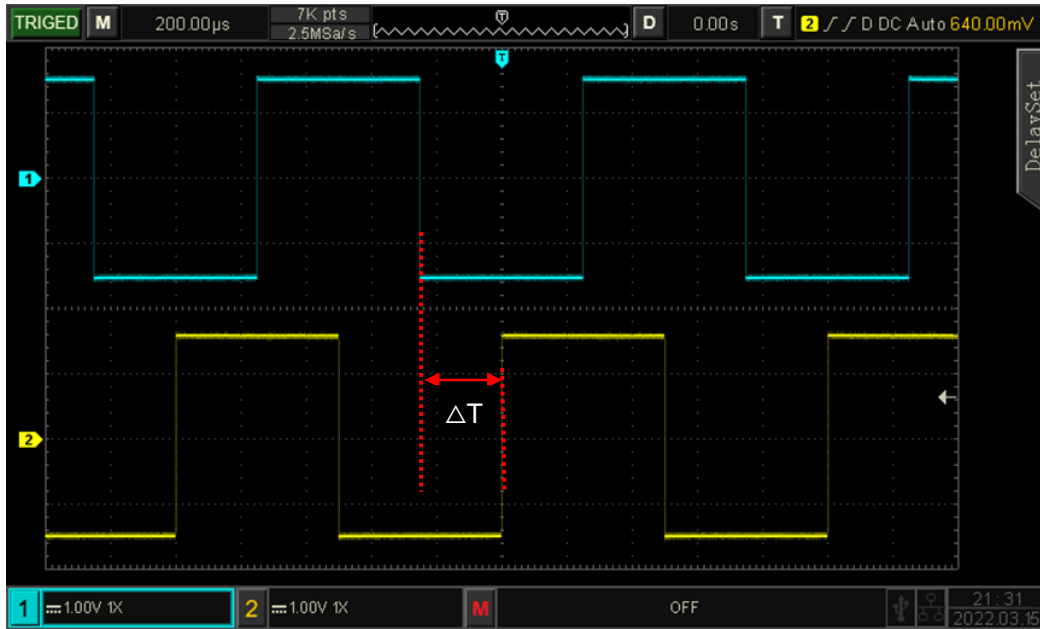 TRIGED M 200.00μs 7K pts D 0.00s T 2 D DC Auto 640.00mV
2.5MSa/s
T
T
DelaySet
1
△T
2
1 1.00V 1X 2 1.00V 1X M OFF 21:31
2022.03.15